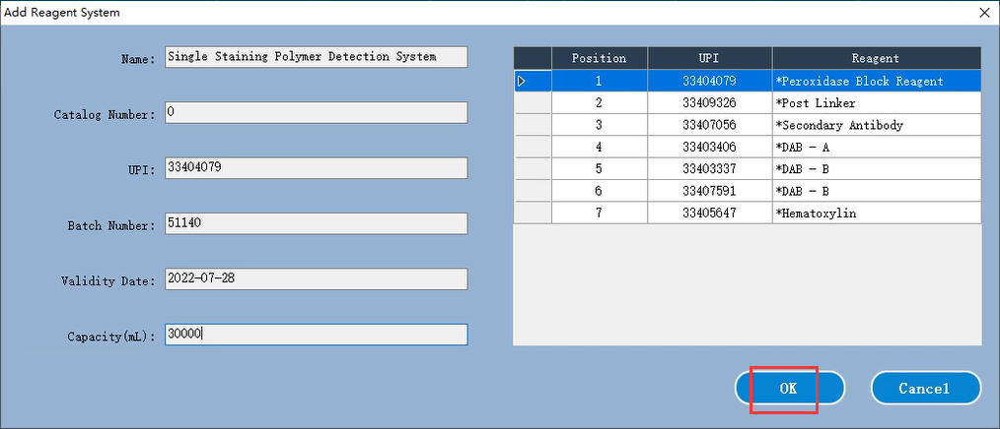 Add Reagent System
Name: Single Staining Polymer Detection System
Catalog Number: 0
UPI: 33404079
Batch Number: 51140
Validity Date: 2022-07-28
Capacity(mL): 30000
Position UPI Reagent
1 33404079 *Peroxidase Block Reagent
2 33409326 *Post Linker
3 33407056 *Secondary Antibody
4 33403406 *DAB - A
5 33403337 *DAB - B
6 33407591 *DAB - B
7 33405647 *Hematoxylin
OK Cancel